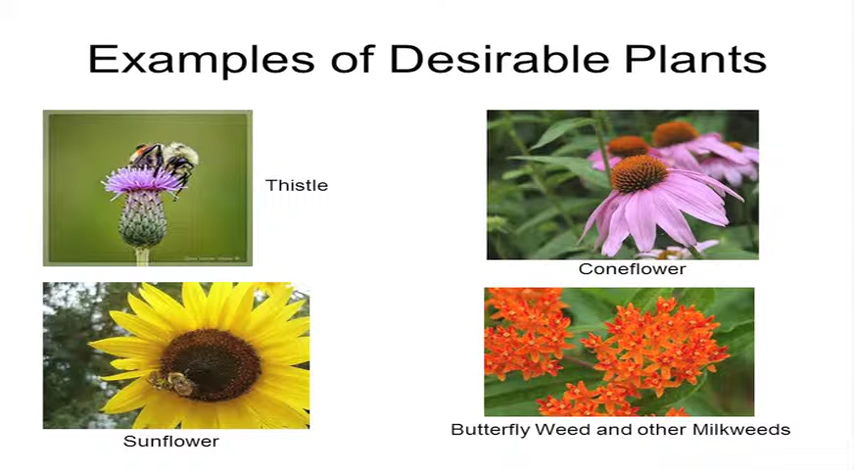 Examples of Desirable Plants
Thistle
Coneflower
Sunflower
Butterfly Weed and other Milkweeds